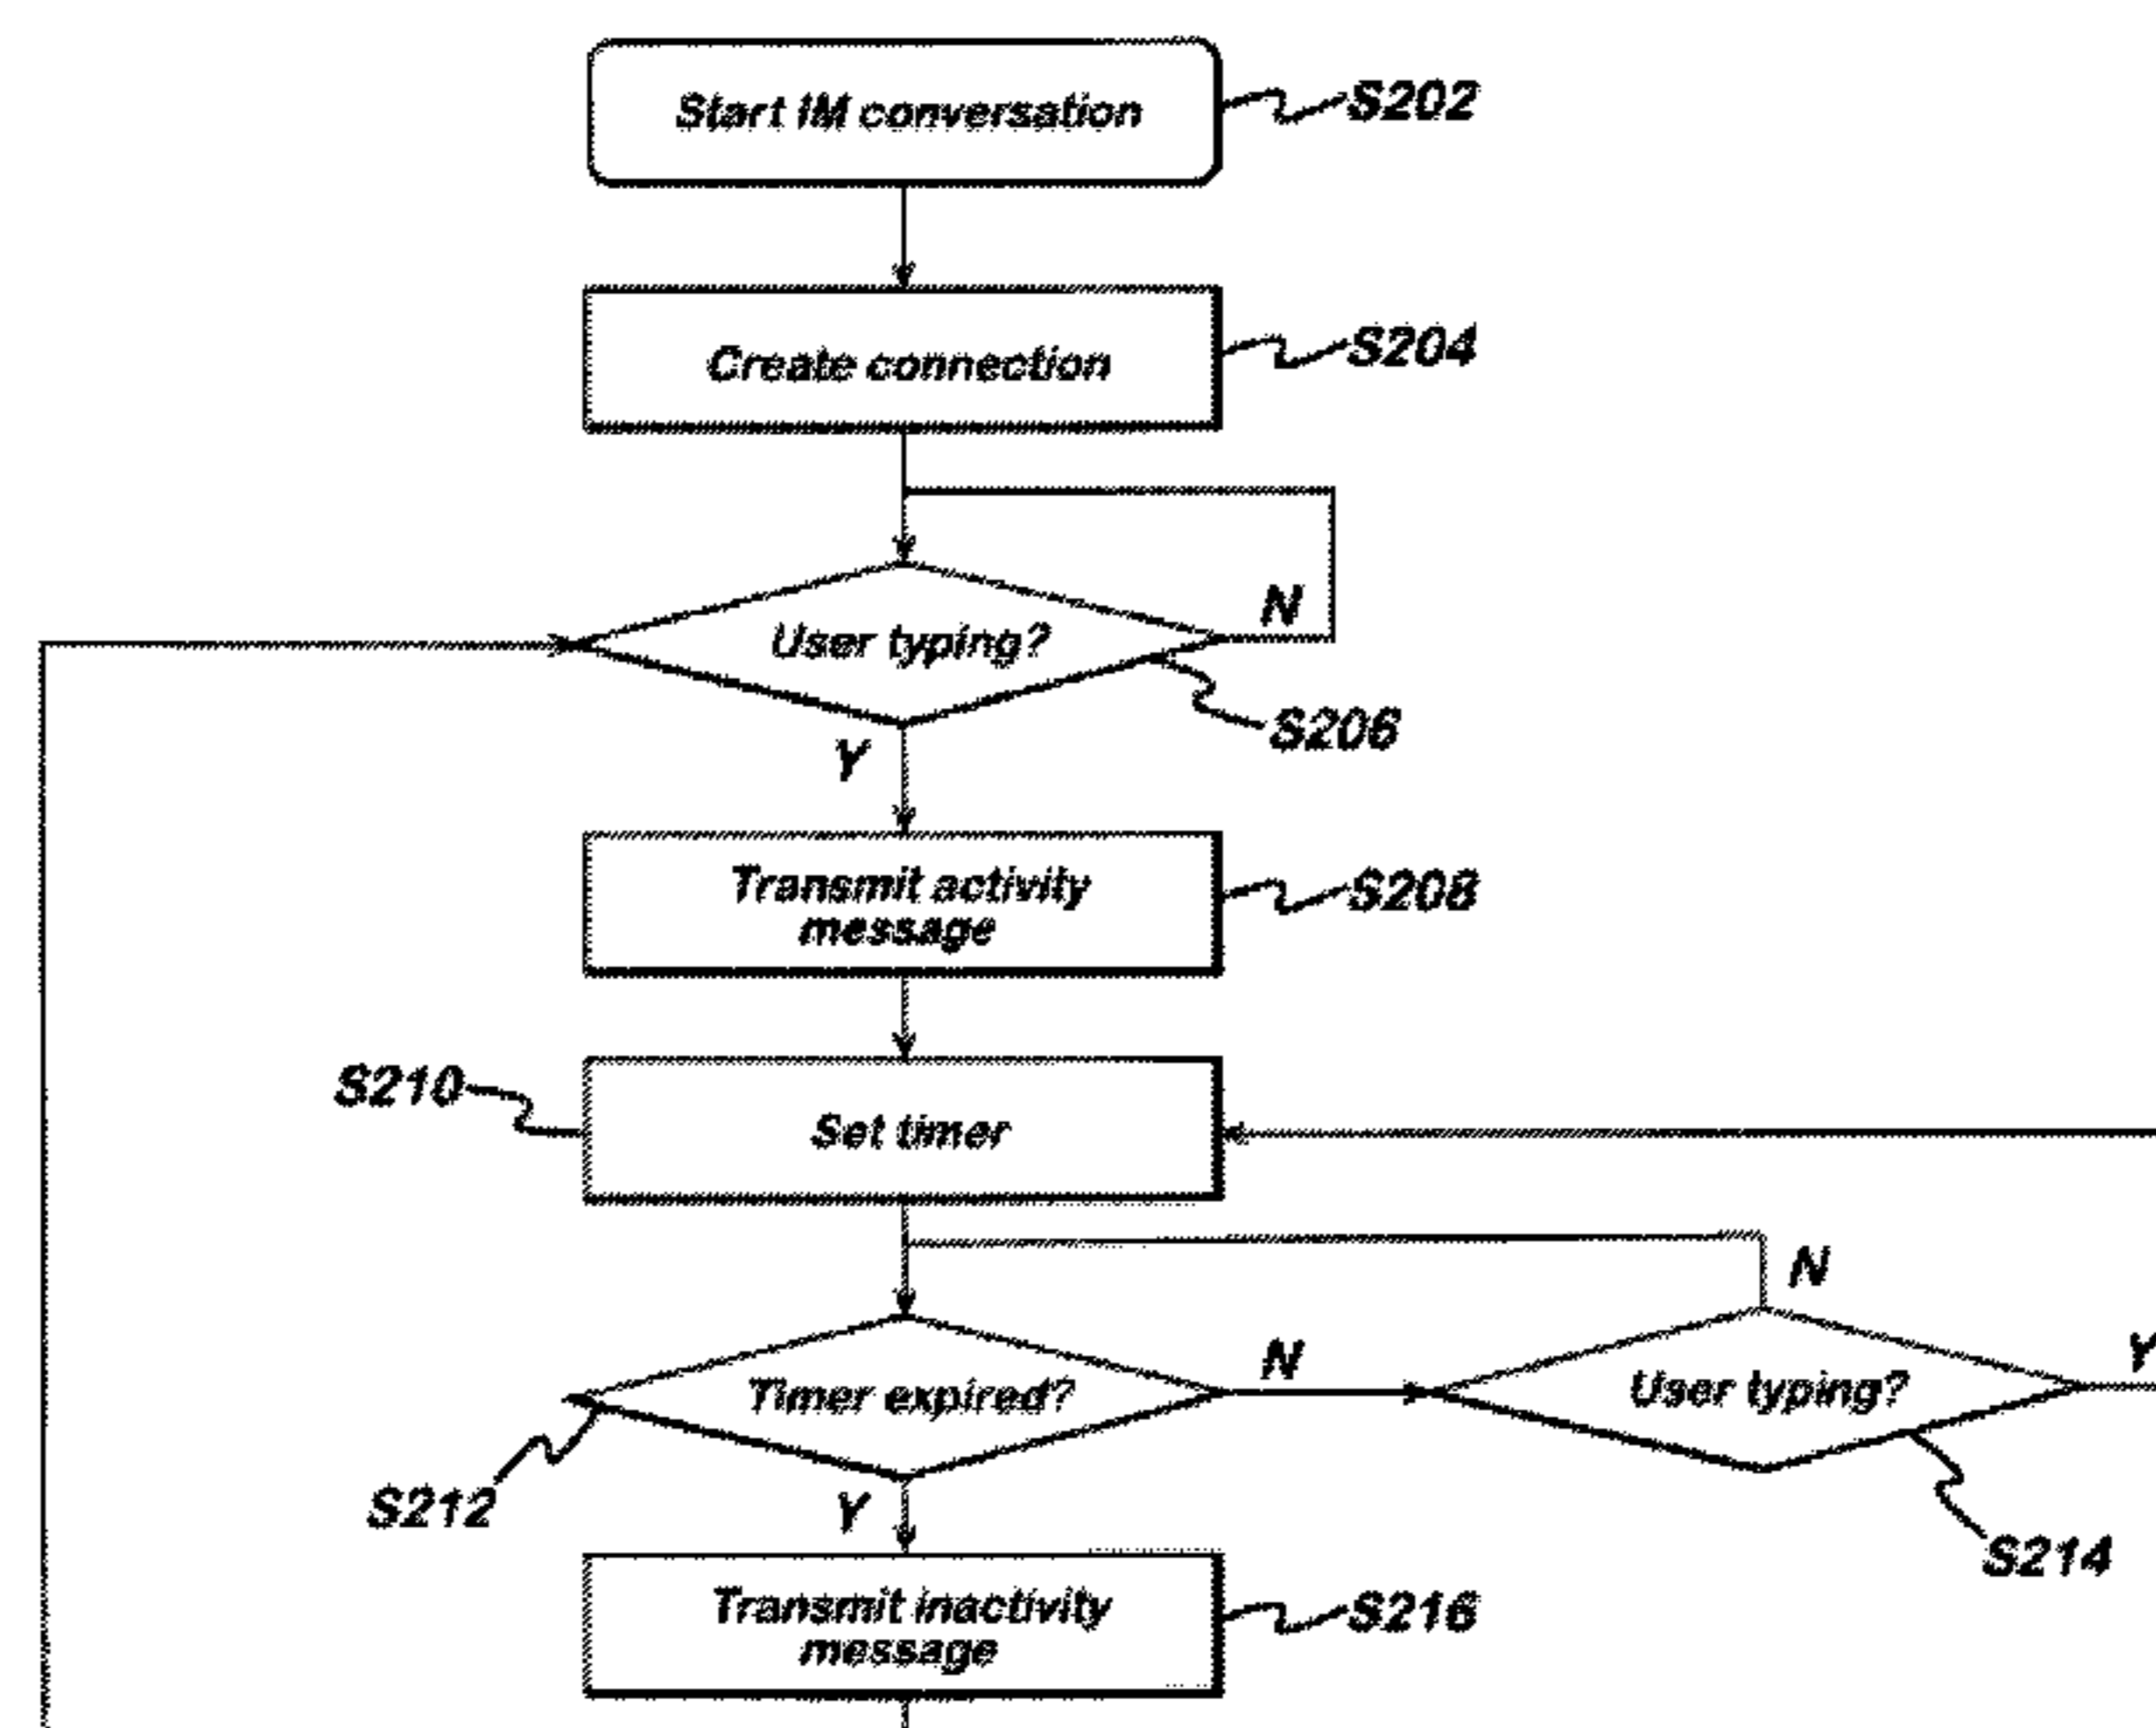 Start IM conversation
S202
Create connection
S204
N
User typing?
S206
Y
Transmit activity
message
S208
S210
Set timer
N
Timer expired?
N
User typing?
Y
S212
Y
S214
Transmit inactivity
message
S216